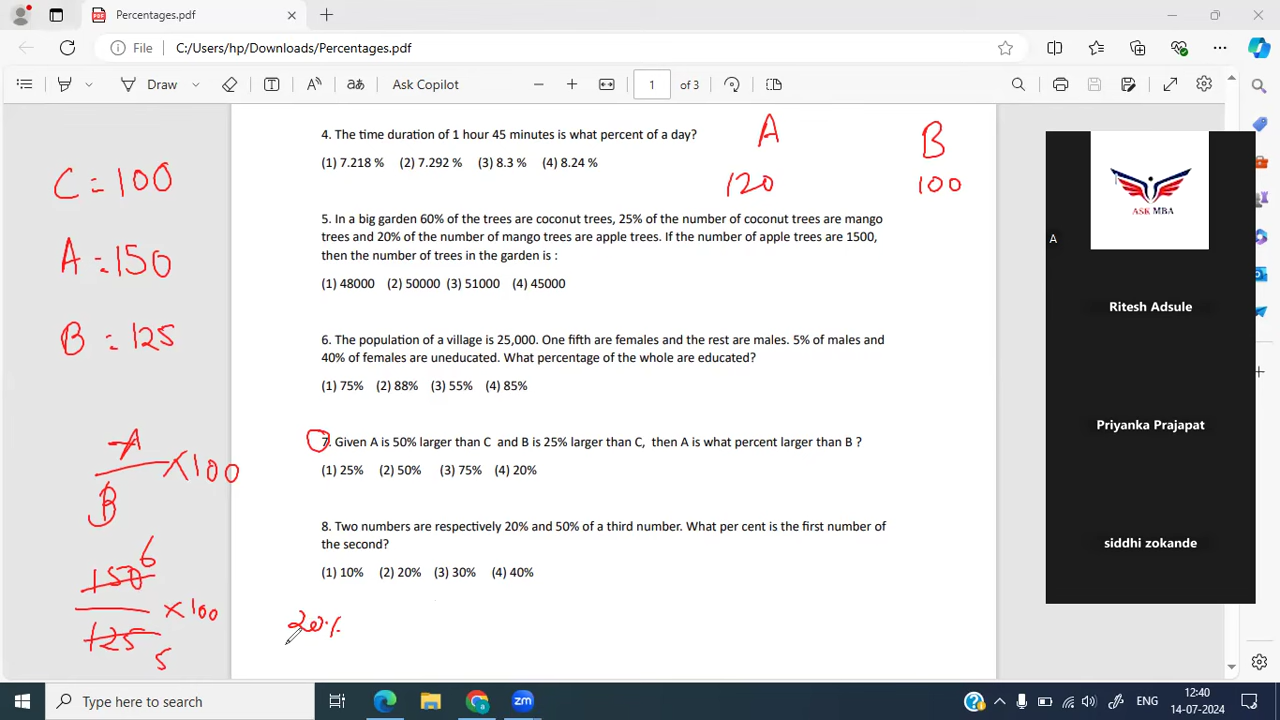 Percentages.pdf
File
C:/Users/hp/Downloads/Percentages.pdf
Draw
aあ
Ask Copilot
1
of 3
4. The time duration of 1 hour 45 minutes is what percent of a day?
(1) 7.218 % (2) 7.292 % (3) 8.3 % (4) 8.24 %
A B
120 100
5. In a big garden 60% of the trees are coconut trees, 25% of the number of coconut trees are mango
trees and 20% of the number of mango trees are apple trees. If the number of apple trees are 1500,
then the number of trees in the garden is :
(1) 48000 (2) 50000 (3) 51000 (4) 45000
6. The population of a village is 25,000. One fifth are females and the rest are males. 5% of males and
40% of females are uneducated. What percentage of the whole are educated?
(1) 75% (2) 88% (3) 55% (4) 85%
7. Given A is 50% larger than C and B is 25% larger than C, then A is what percent larger than B ?
(1) 25% (2) 50% (3) 75% (4) 20%
8. Two numbers are respectively 20% and 50% of a third number. What per cent is the first number of
the second?
(1) 10% (2) 20% (3) 30% (4) 40%
20%
C = 100
A = 150
B = 125
A
B
×100
150 6
125 5
×100
ASK MBA
A
Ritesh Adsule
Priyanka Prajapat
siddhi zokande
Type here to search
zm
ENG
12:40
14-07-2024